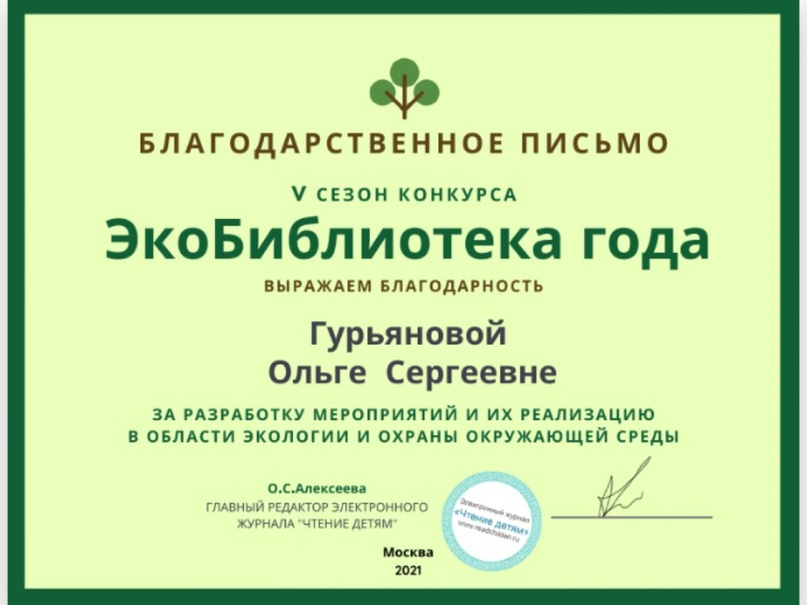 БЛАГОДАРСТВЕННОЕ ПИСЬМО
V СЕЗОН КОНКУРСА
ЭкоБиблиотека года
ВЫРАЖАЕМ БЛАГОДАРНОСТЬ
Гурьяновой
Ольге Сергеевне
ЗА РАЗРАБОТКУ МЕРОПРИЯТИЙ И ИХ РЕАЛИЗАЦИЮ
В ОБЛАСТИ ЭКОЛОГИИ И ОХРАНЫ ОКРУЖАЮЩЕЙ СРЕДЫ
О.С.Алексеева
ГЛАВНЫЙ РЕДАКТОР ЭЛЕКТРОННОГО
ЖУРНАЛА "ЧТЕНИЕ ДЕТЯМ"
Электронный журнал
«Чтение детям»
Москва
2021